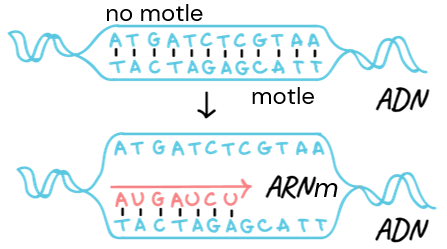 no motle
ATGATCTCGTAA
TACTAGAGCATT
motle
ADN
ATGATCTCGTAA
ARNm
AUGAUCU
TACTAGAGCATT
ADN